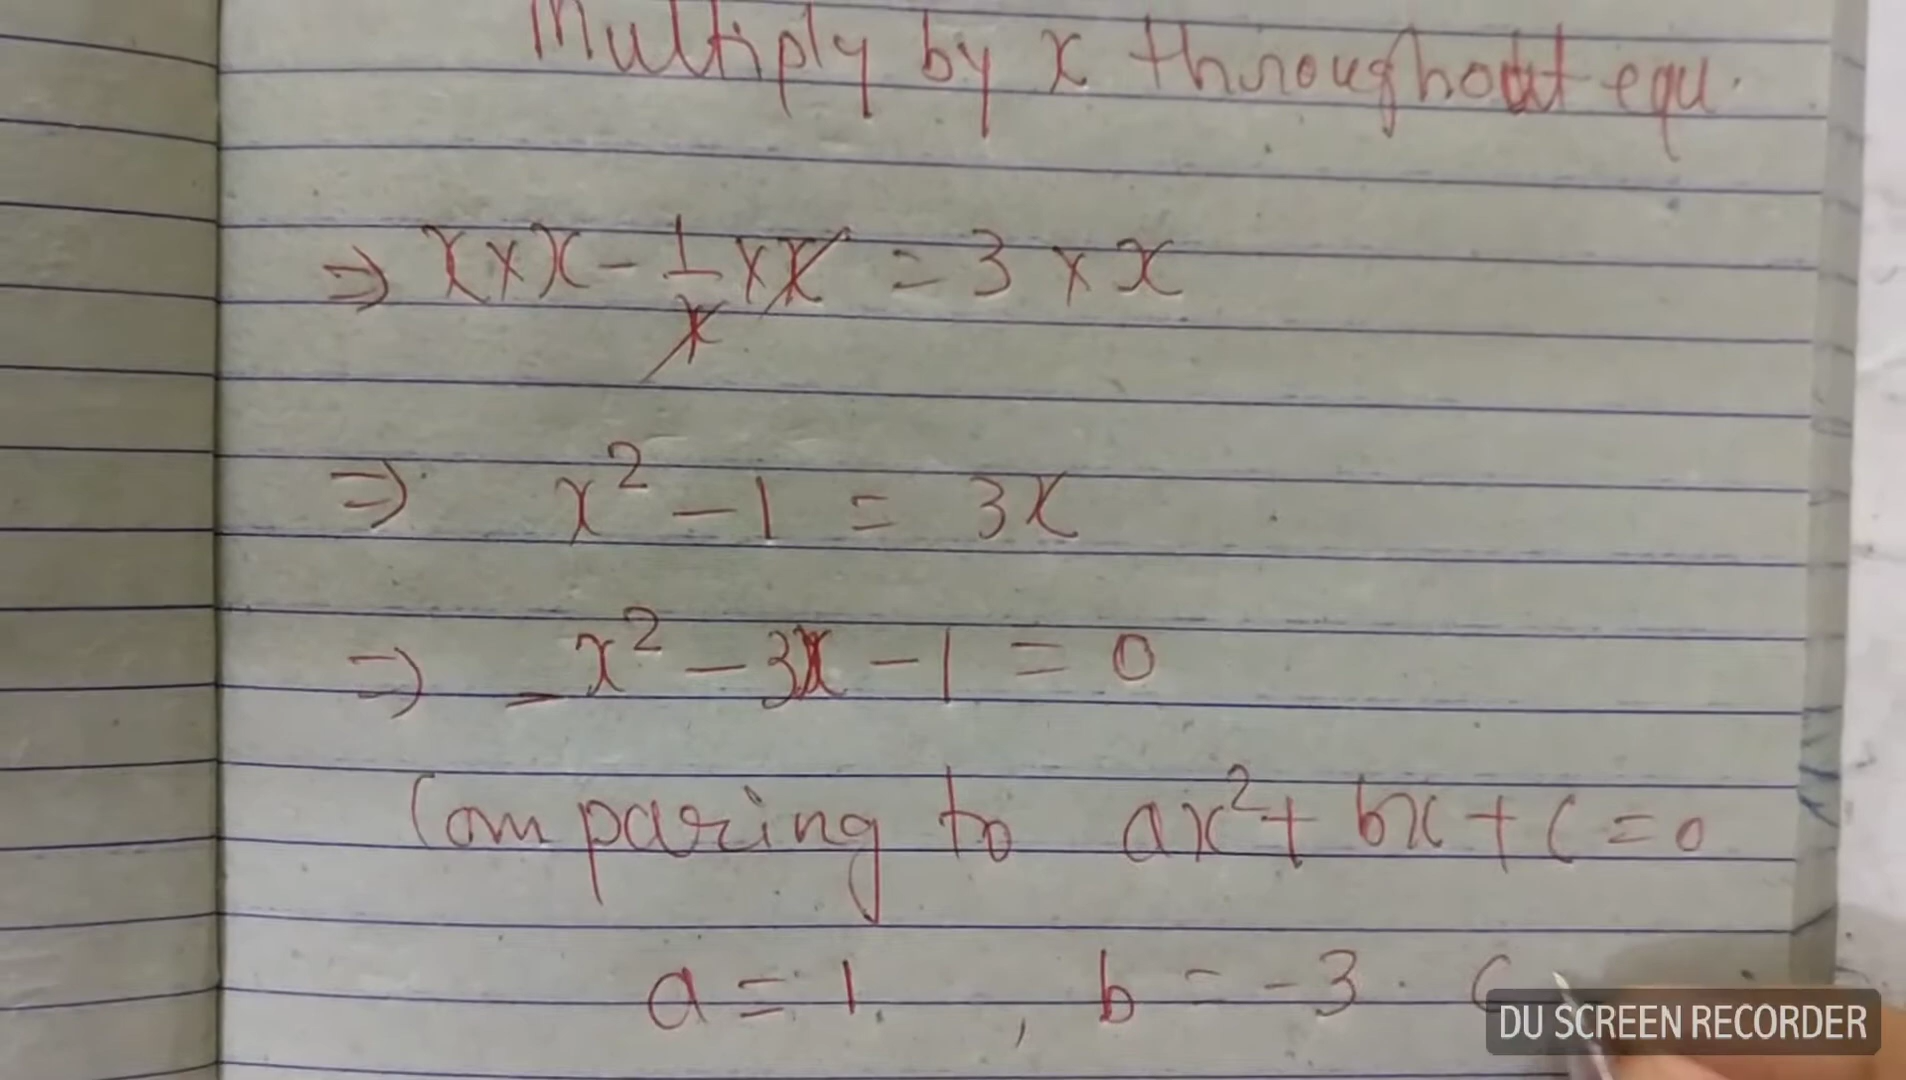 Multiply by x throughout equ.
⇒ x×x - 1/x ×x = 3 × x
⇒ x² - 1 = 3x
⇒ x² - 3x - 1 = 0
Comparing to ax² + bx + c = 0
a = 1 , b = -3 . C
DU SCREEN RECORDER